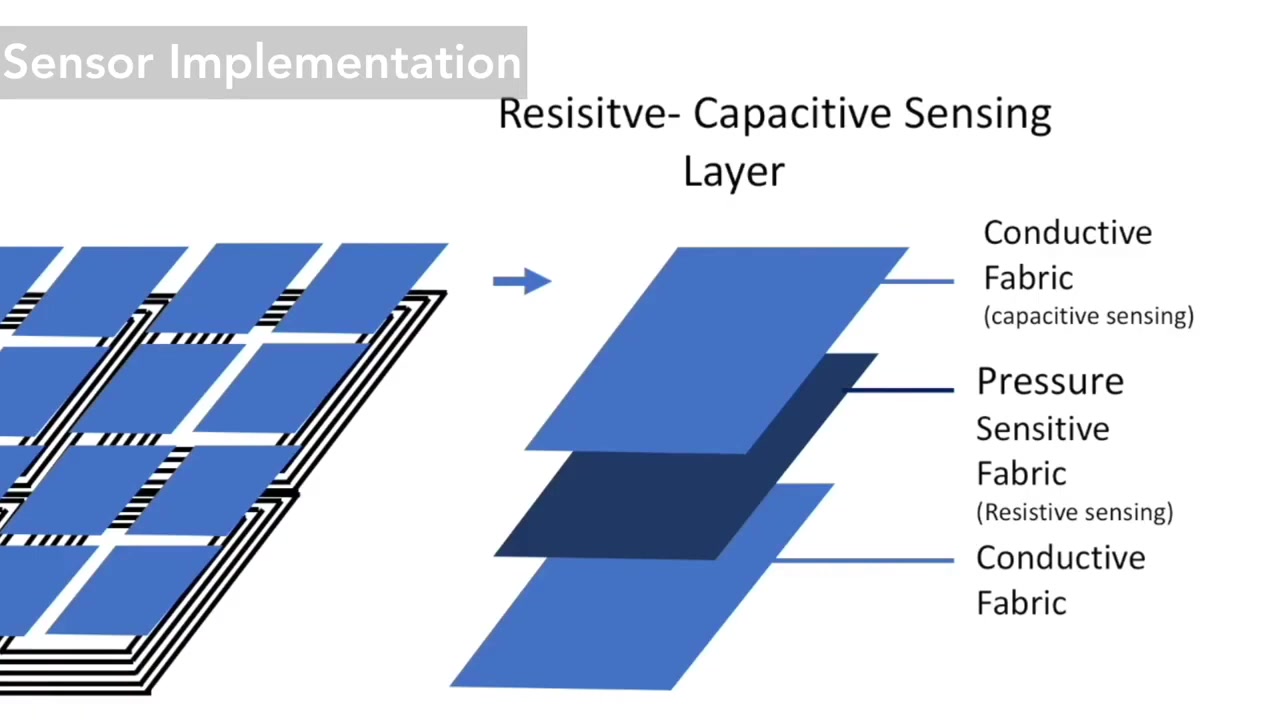 Sensor Implementation
Resisitve- Capacitive Sensing
Layer
Conductive
Fabric
(capacitive sensing)
Pressure
Sensitive
Fabric
(Resistive sensing)
Conductive
Fabric